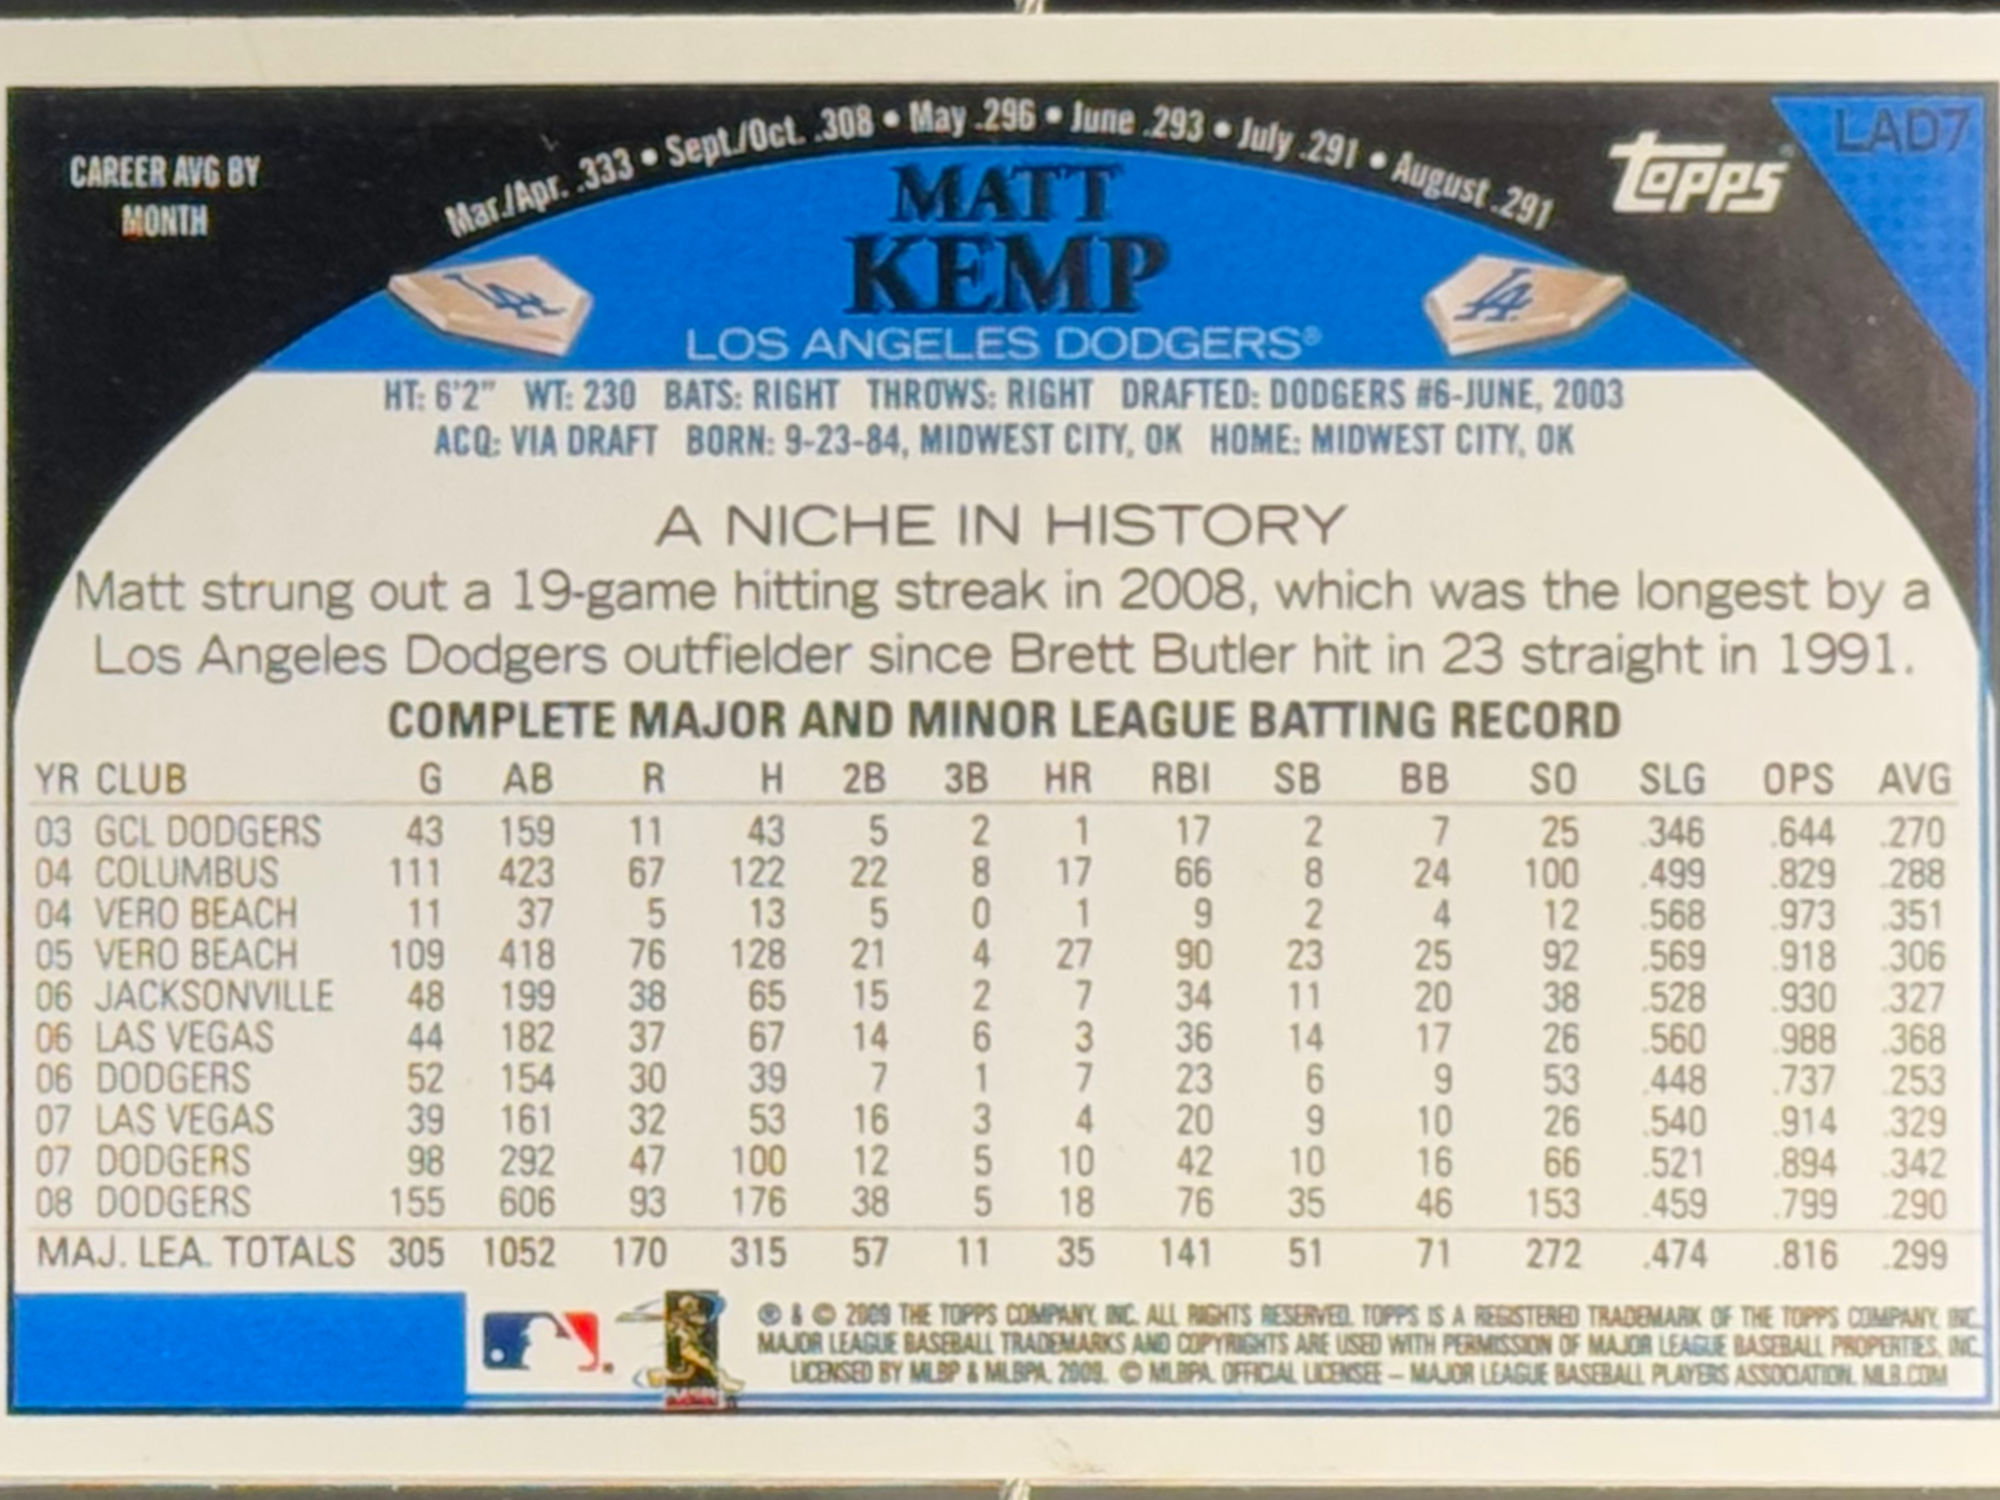 LAD7
CAREER AVG BY
MONTH
Mar./Apr. .333 • Sept./Oct. .308 • May .296 • June .293 • July .291 • August .291
Topps
MATT
KEMP
LA
LA
LOS ANGELES DODGERS®
HT: 6'2" WT: 230 BATS: RIGHT THROWS: RIGHT DRAFTED: DODGERS #6-JUNE, 2003
ACQ: VIA DRAFT BORN: 9-23-84, MIDWEST CITY, OK HOME: MIDWEST CITY, OK
A NICHE IN HISTORY
Matt strung out a 19-game hitting streak in 2008, which was the longest by a
Los Angeles Dodgers outfielder since Brett Butler hit in 23 straight in 1991.
COMPLETE MAJOR AND MINOR LEAGUE BATTING RECORD
YR CLUB G AB R H 2B 3B HR RBI SB BB SO SLG OPS AVG
03 GCL DODGERS 43 159 11 43 5 2 1 17 2 7 25 .346 .644 .270
04 COLUMBUS 111 423 67 122 22 8 17 66 8 24 100 .499 .829 .288
04 VERO BEACH 11 37 5 13 5 0 1 9 2 4 12 .568 .973 .351
05 VERO BEACH 109 418 76 128 21 4 27 90 23 25 92 .569 .918 .306
06 JACKSONVILLE 48 199 38 65 15 2 7 34 11 20 38 .528 .930 .327
06 LAS VEGAS 44 182 37 67 14 6 3 36 14 17 26 .560 .988 .368
06 DODGERS 52 154 30 39 7 1 7 23 6 9 53 .448 .737 .253
07 LAS VEGAS 39 161 32 53 16 3 4 20 9 10 26 .540 .914 .329
07 DODGERS 98 292 47 100 12 5 10 42 10 16 66 .521 .894 .342
08 DODGERS 155 606 93 176 38 5 18 76 35 46 153 .459 .799 .290
MAJ. LEA. TOTALS 305 1052 170 315 57 11 35 141 51 71 272 .474 .816 .299
® & © 2009 THE TOPPS COMPANY, INC. ALL RIGHTS RESERVED. TOPPS IS A REGISTERED TRADEMARK OF THE TOPPS COMPANY, INC.
MAJOR LEAGUE BASEBALL TRADEMARKS AND COPYRIGHTS ARE USED WITH PERMISSION OF MAJOR LEAGUE BASEBALL PROPERTIES, INC.
LICENSED BY MLBP & MLBPA, 2009. © MLBPA. OFFICIAL LICENSEE – MAJOR LEAGUE BASEBALL PLAYERS ASSOCIATION. MLB.COM